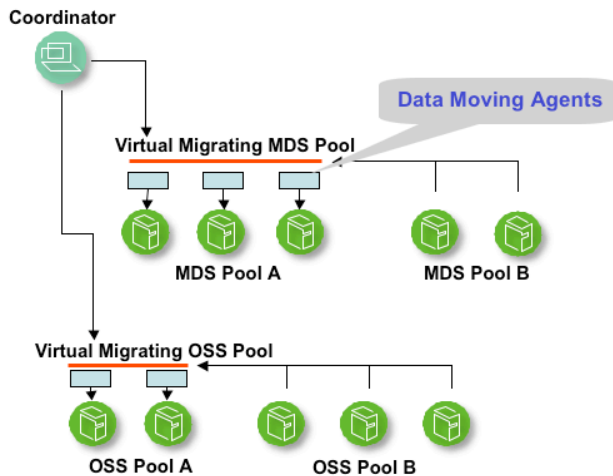 Coordinator
Data Moving Agents
Virtual Migrating MDS Pool
MDS Pool A
MDS Pool B
Virtual Migrating OSS Pool
OSS Pool A
OSS Pool B